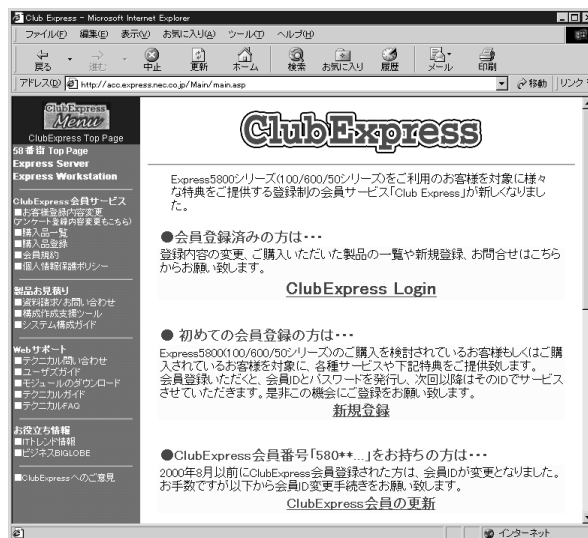 Club Express - Microsoft Internet Explorer
ファイル(F) 編集(E) 表示(V) お気に入り(A) ツール(T) ヘルプ(H)
戻る 進む 中止 更新 ホーム 検索 お気に入り 履歴 メール 印刷
アドレス(D) http://acc.express.nec.co.jp/Main/main.asp 移動 リンク
ClubExpress
Menu
ClubExpress Top Page
58番街 Top Page
Express Server
Express Workstation
ClubExpress会員サービス
■お客様登録内容変更
(アンケート登録内容変更もこちら)
■購入品一覧
■購入品登録
■会員規約
■個人情報保護ポリシー
製品お見積り
■資料請求/お問い合わせ
■構成作成支援ツール
■システム構成ガイド
Webサポート
■テクニカル問い合わせ
■ユーザズガイド
■モジュールのダウンロード
■テクニカルガイド
■テクニカルFAQ
お役立ち情報
■ITトレンド情報
■ビジネスBIGLOBE
■ClubExpressへのご意見
ClubExpress
Express5800シリーズ(100/600/50シリーズ)をご利用のお客様を対象に様々
な特典をご提供する登録制の会員サービス「Club Express」が新しくなりまし
た。
●会員登録済みの方は・・・
登録内容の変更、ご購入いただいた製品の一覧や新規登録、お問合せはこちら
からお願い致します。
ClubExpress Login
● 初めての会員登録の方は・・・
Express5800(100/600/50シリーズ)のご購入を検討されているお客様もしくはご購
入されているお客様を対象に、各種サービスや下記特典をご提供致します。
会員登録いただくと、会員IDとパスワードを発行し、次回以降はそのIDでサービス
させていただきます。是非この機会にご登録をお願い致します。
新規登録
●ClubExpress会員番号「580**...」をお持ちの方は・・・
2000年8月以前にClubExpress会員登録された方は、会員IDが変更となりました。
お手数ですが以下から会員ID変更手続きをお願い致します。
ClubExpress会員の更新
インターネット